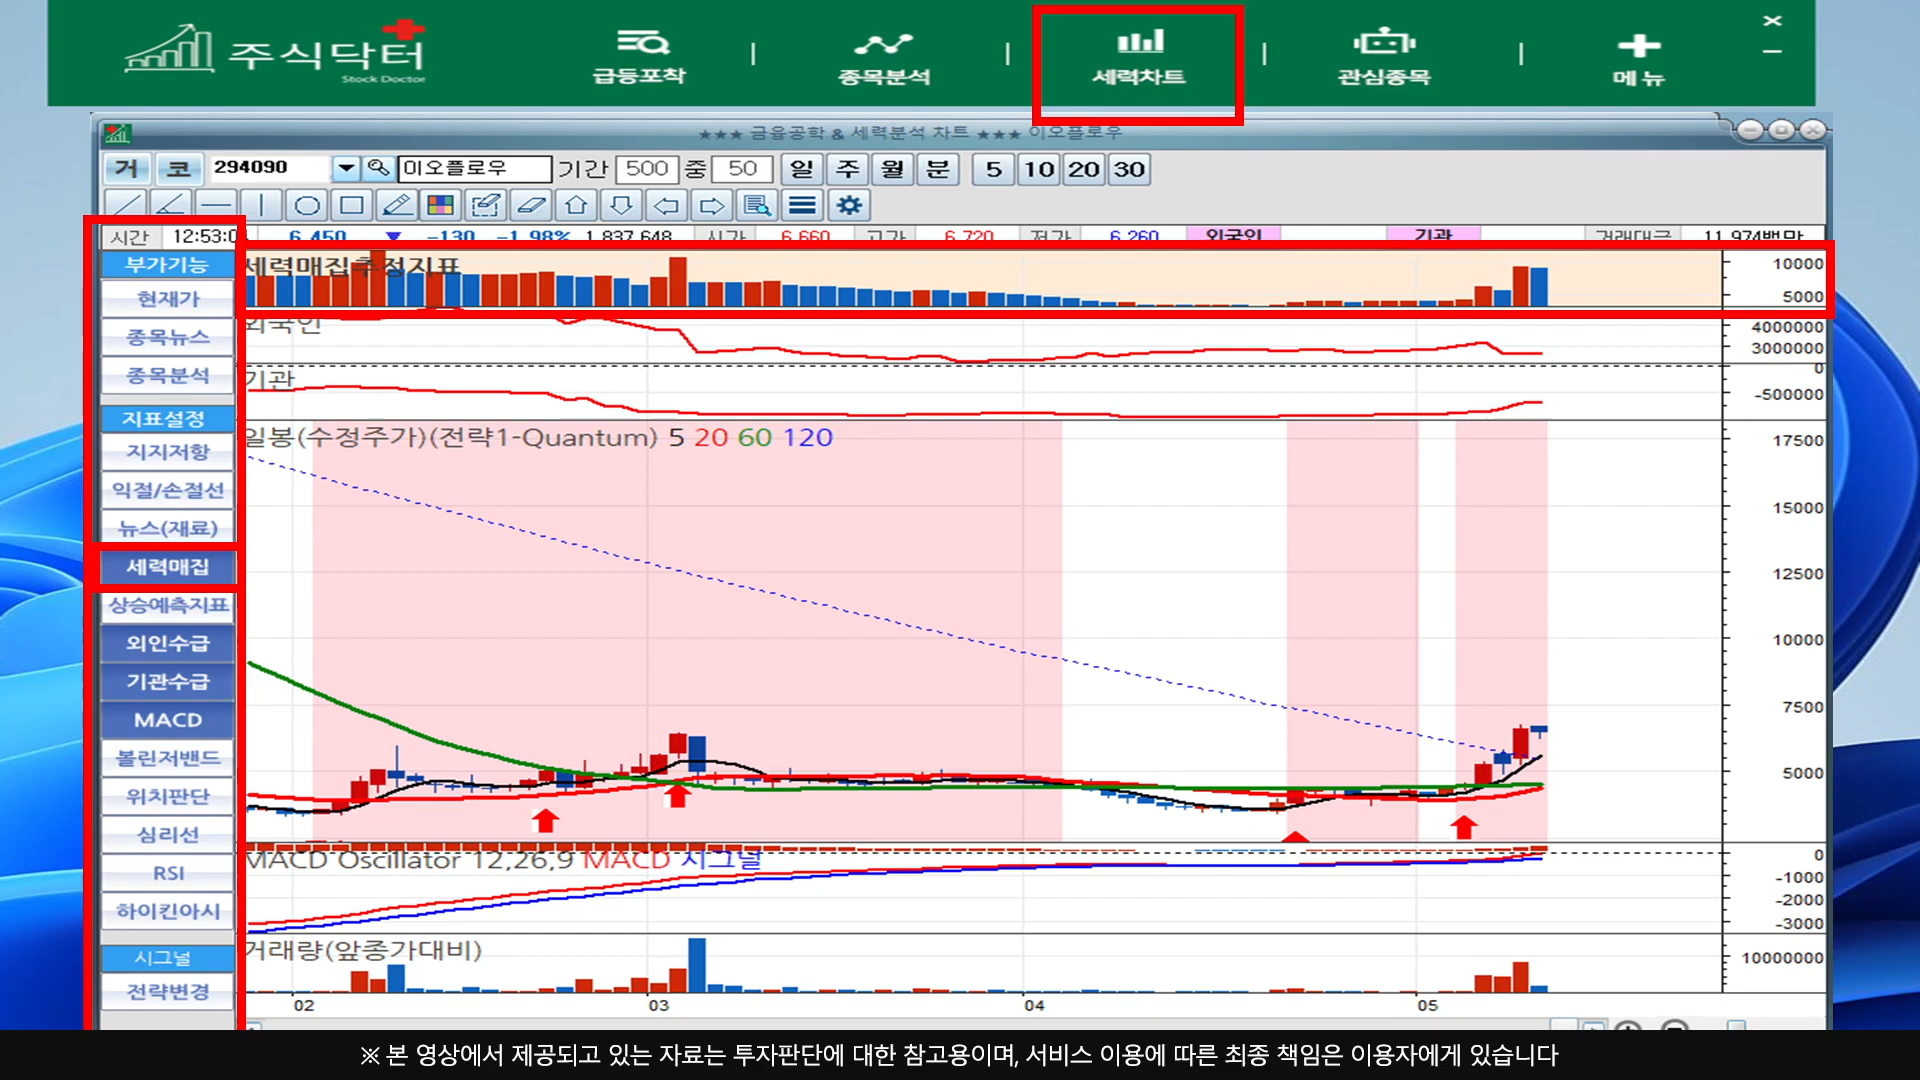 주식닥터
Stock Doctor
급등포착
종목분석
세력차트
관심종목
메뉴
★★★ 금융공학 & 세력분석 차트 ★★★ 이오플로우
거 코 294090 이오플로우 기간 500 중 50 일 주 월 분 5 10 20 30
시간 12:53:0 6,450 ▼ -130 -1.98% 1,837,648 시가 6,660 고가 6,720 저가 6,260 외국인 기관 거래대금 11,974백만
부가기능
현재가
종목뉴스
종목분석
지표설정
지지저항
익절/손절선
뉴스(재료)
세력매집
상승예측지표
외인수급
기관수급
MACD
볼린저밴드
위치판단
심리선
RSI
하이킨아시
시그널
전략변경
세력매집추정지표
10000
5000
외국인
4000000
3000000
기관
0
-500000
일봉(수정주가)(전략1-Quantum) 5 20 60 120
17500
15000
12500
10000
7500
5000
MACD Oscillator 12,26,9 MACD 시그널
0
-1000
-2000
-3000
거래량(앞종가대비)
10000000
02 03 04 05
※ 본 영상에서 제공되고 있는 자료는 투자판단에 대한 참고용이며, 서비스 이용에 따른 최종 책임은 이용자에게 있습니다